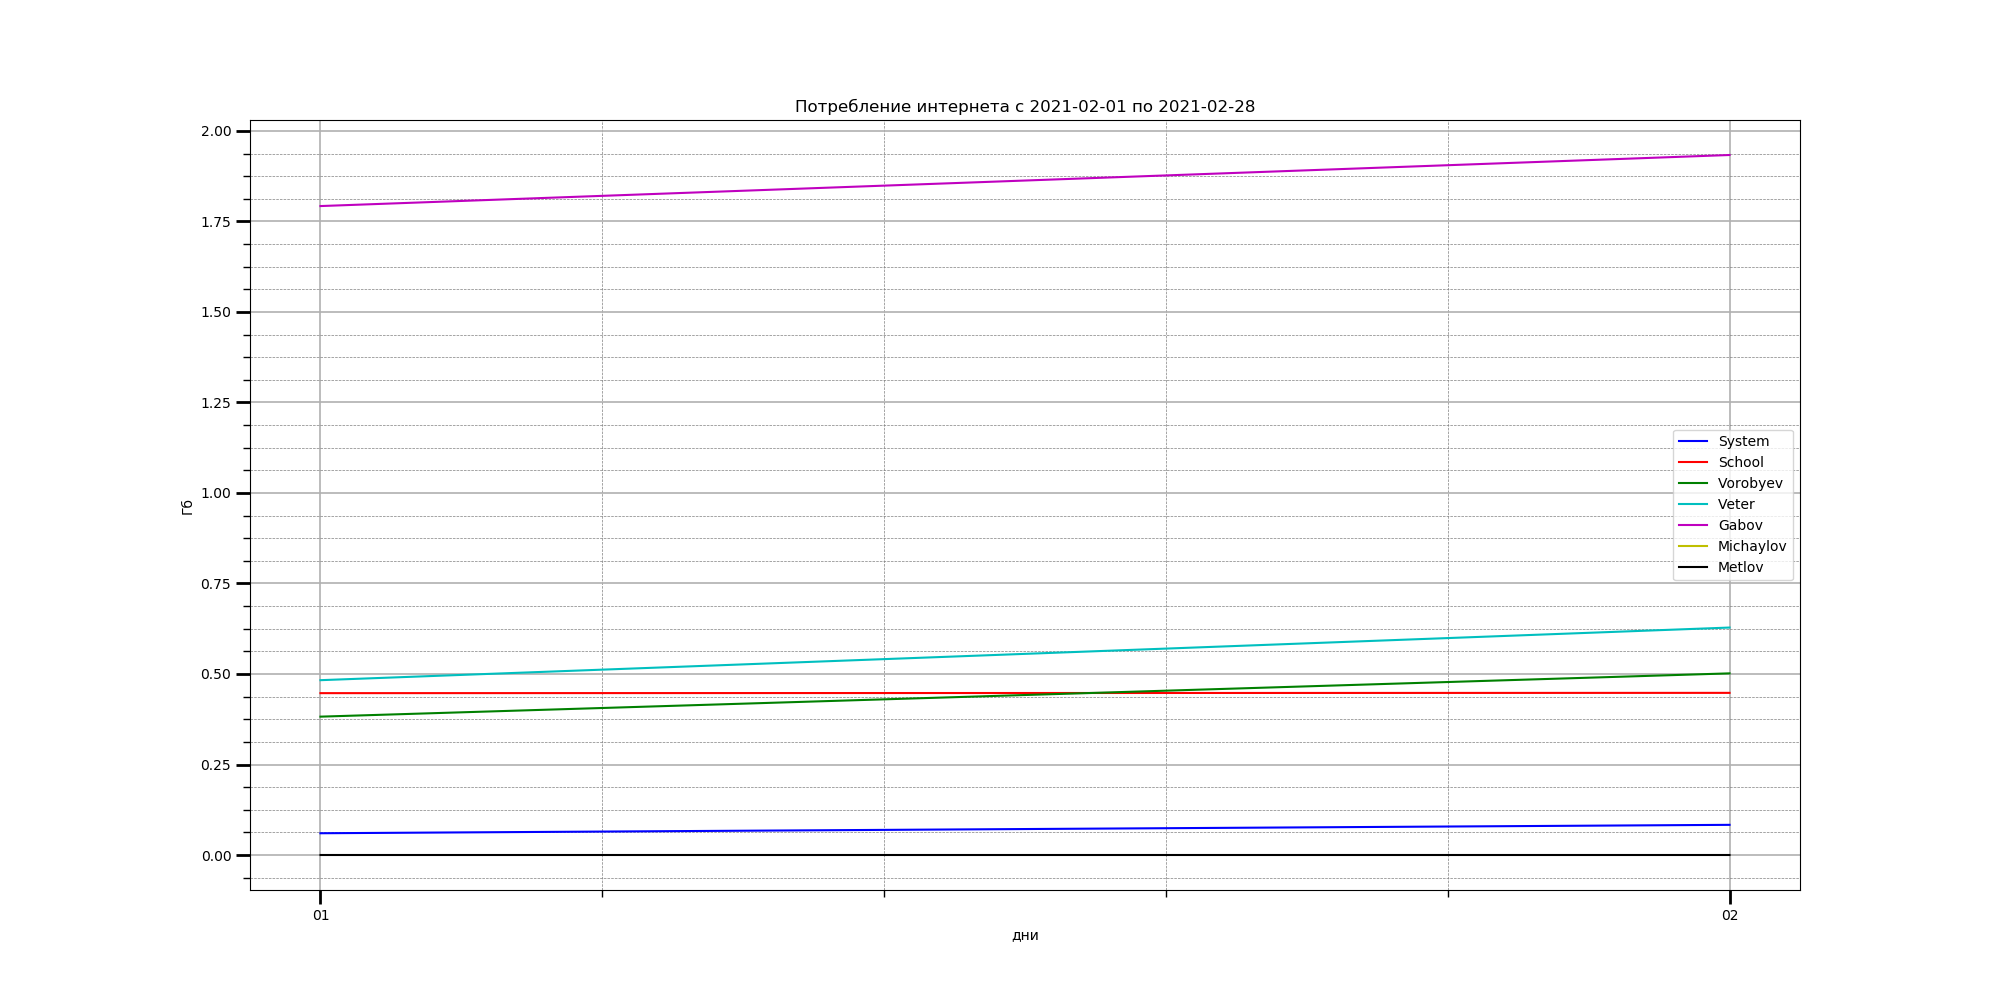 Потребление интернета с 2021-02-01 по 2021-02-28
2.00
1.75
1.50
1.25
1.00
0.75
0.50
0.25
0.00
Гб
System
School
Vorobyev
Veter
Gabov
Michaylov
Metlov
01
02
дни